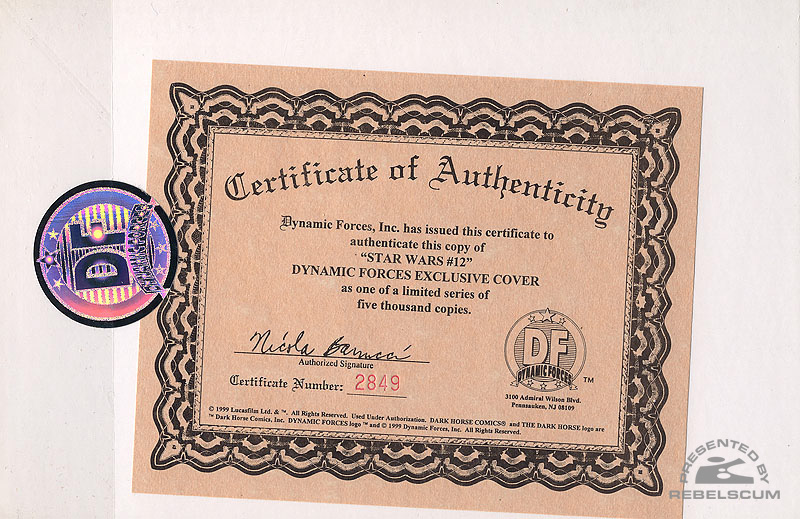 Certificate of Authenticity
Dynamic Forces, Inc. has issued this certificate to
authenticate this copy of
“STAR WARS #12”
DYNAMIC FORCES EXCLUSIVE COVER
as one of a limited series of
five thousand copies.
Nicola Barrucci
Authorized Signature
Certificate Number: 2849
DF
DYNAMIC FORCES
TM
3100 Admiral Wilson Blvd.
Pennsauken, NJ 08109
© 1999 Lucasfilm Ltd. & ™. All Rights Reserved. Used Under Authorization. DARK HORSE COMICS® and THE DARK HORSE logo are
™ Dark Horse Comics, Inc. DYNAMIC FORCES logo ™ and © 1999 Dynamic Forces, Inc. All Rights Reserved.
DF
DYNAMIC FORCES
PRESENTED BY
REBELSCUM